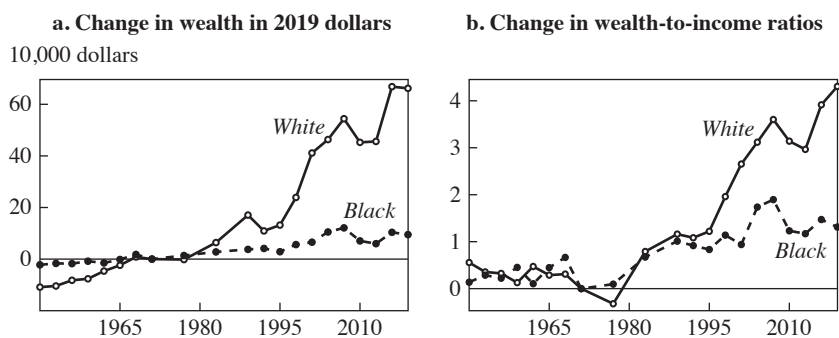 a. Change in wealth in 2019 dollars
10,000 dollars
60
40
20
0
White
Black
1965 1980 1995 2010
b. Change in wealth-to-income ratios
4
3
2
1
0
White
Black
1965 1980 1995 2010